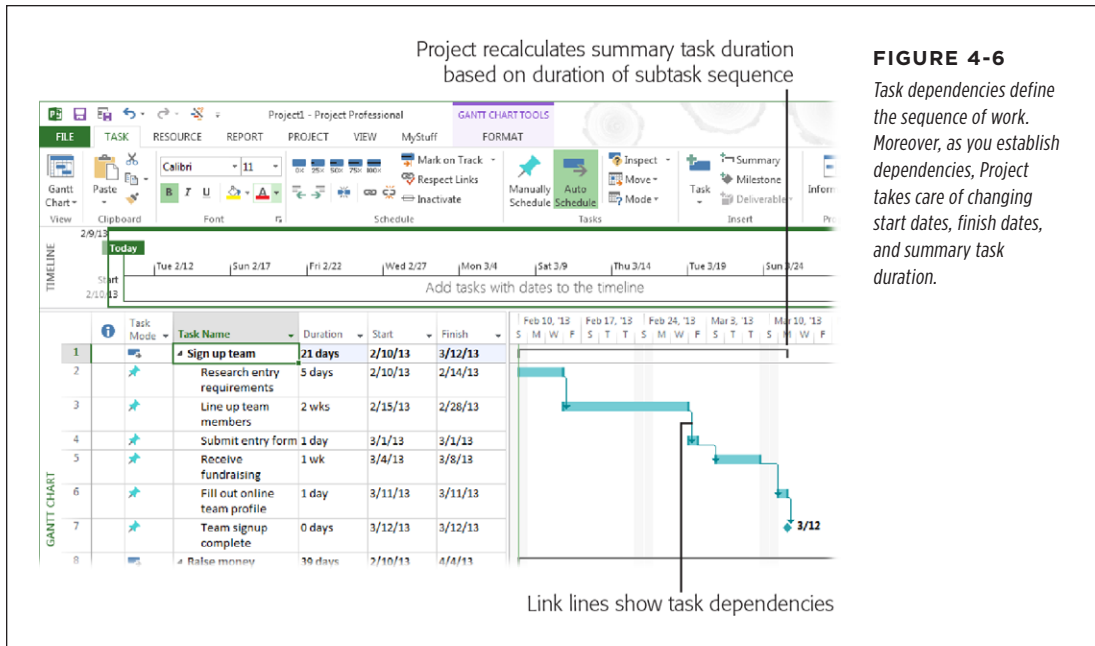 Project recalculates summary task duration
based on duration of subtask sequence
FIGURE 4-6
Task dependencies define
the sequence of work.
Moreover, as you establish
dependencies, Project
takes care of changing
start dates, finish dates,
and summary task
duration.
Project1 - Project Professional
GANTT CHART TOOLS
FILE TASK RESOURCE REPORT PROJECT VIEW MyStuff FORMAT
Gantt
Chart
View
Paste
Clipboard
Calibri 11
B I U A
Font
0% 25% 50% 75% 100%
Mark on Track
Respect Links
Inactivate
Schedule
Manually
Schedule
Auto
Schedule
Inspect
Move
Mode
Tasks
Task
Summary
Milestone
Deliverable
Insert
TIMELINE
2/9/13
Today
Tue 2/12 Sun 2/17 Fri 2/22 Wed 2/27 Mon 3/4 Sat 3/9 Thu 3/14 Tue 3/19 Sun 3/24
Start
2/10/13
Add tasks with dates to the timeline
GANTT CHART
Task
Mode Task Name Duration Start Finish
Feb 10, '13 Feb 17, '13 Feb 24, '13 Mar 3, '13 Mar 10, '13
S M W F S T T S M W F S T T S M W F
1 Sign up team 21 days 2/10/13 3/12/13
2 Research entry 5 days 2/10/13 2/14/13
requirements
3 Line up team 2 wks 2/15/13 2/28/13
members
4 Submit entry form 1 day 3/1/13 3/1/13
5 Receive 1 wk 3/4/13 3/8/13
fundraising
6 Fill out online 1 day 3/11/13 3/11/13
team profile
7 Team signup 0 days 3/12/13 3/12/13
complete
3/12
8 Raise money 39 days 2/10/13 4/4/13
Link lines show task dependencies